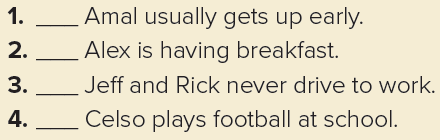 1. ____ Amal usually gets up early.
2. ____ Alex is having breakfast.
3. ____ Jeff and Rick never drive to work.
4. ____ Celso plays football at school.